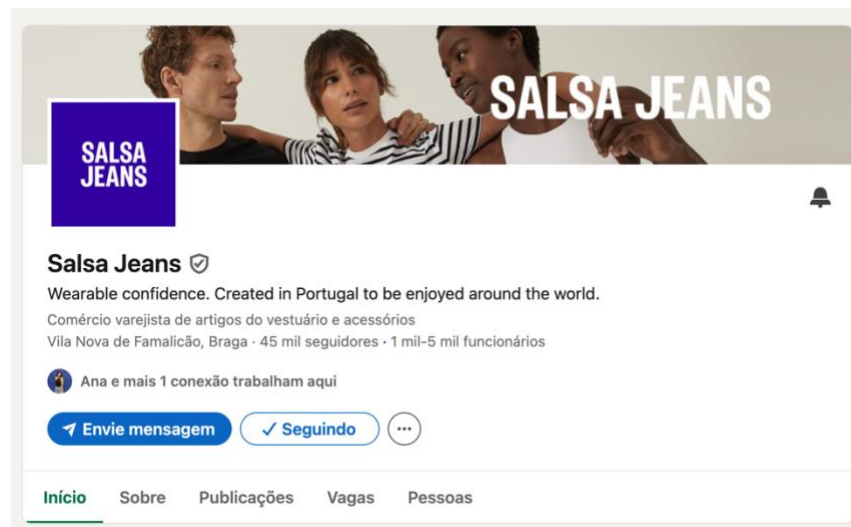 SALSA JEANS
SALSA
JEANS
Salsa Jeans
Wearable confidence. Created in Portugal to be enjoyed around the world.
Comércio varejista de artigos do vestuário e acessórios
Vila Nova de Famalicão, Braga · 45 mil seguidores · 1 mil-5 mil funcionários
Ana e mais 1 conexão trabalham aqui
Envie mensagem Seguindo
Início Sobre Publicações Vagas Pessoas